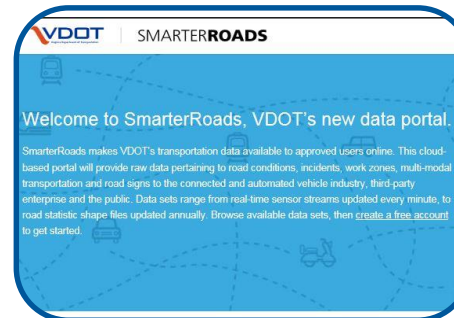 VDOT SMARTERROADS
Welcome to SmarterRoads, VDOT's new data portal.
SmarterRoads makes VDOT's transportation data available to approved users online. This cloud-
based portal will provide raw data pertaining to road conditions, incidents, work zones, multi-modal
transportation and road signs to the connected and automated vehicle industry, third-party
enterprise and the public. Data sets range from real-time sensor streams updated every minute, to
road statistic shape files updated annually. Browse available data sets, then create a free account
to get started.